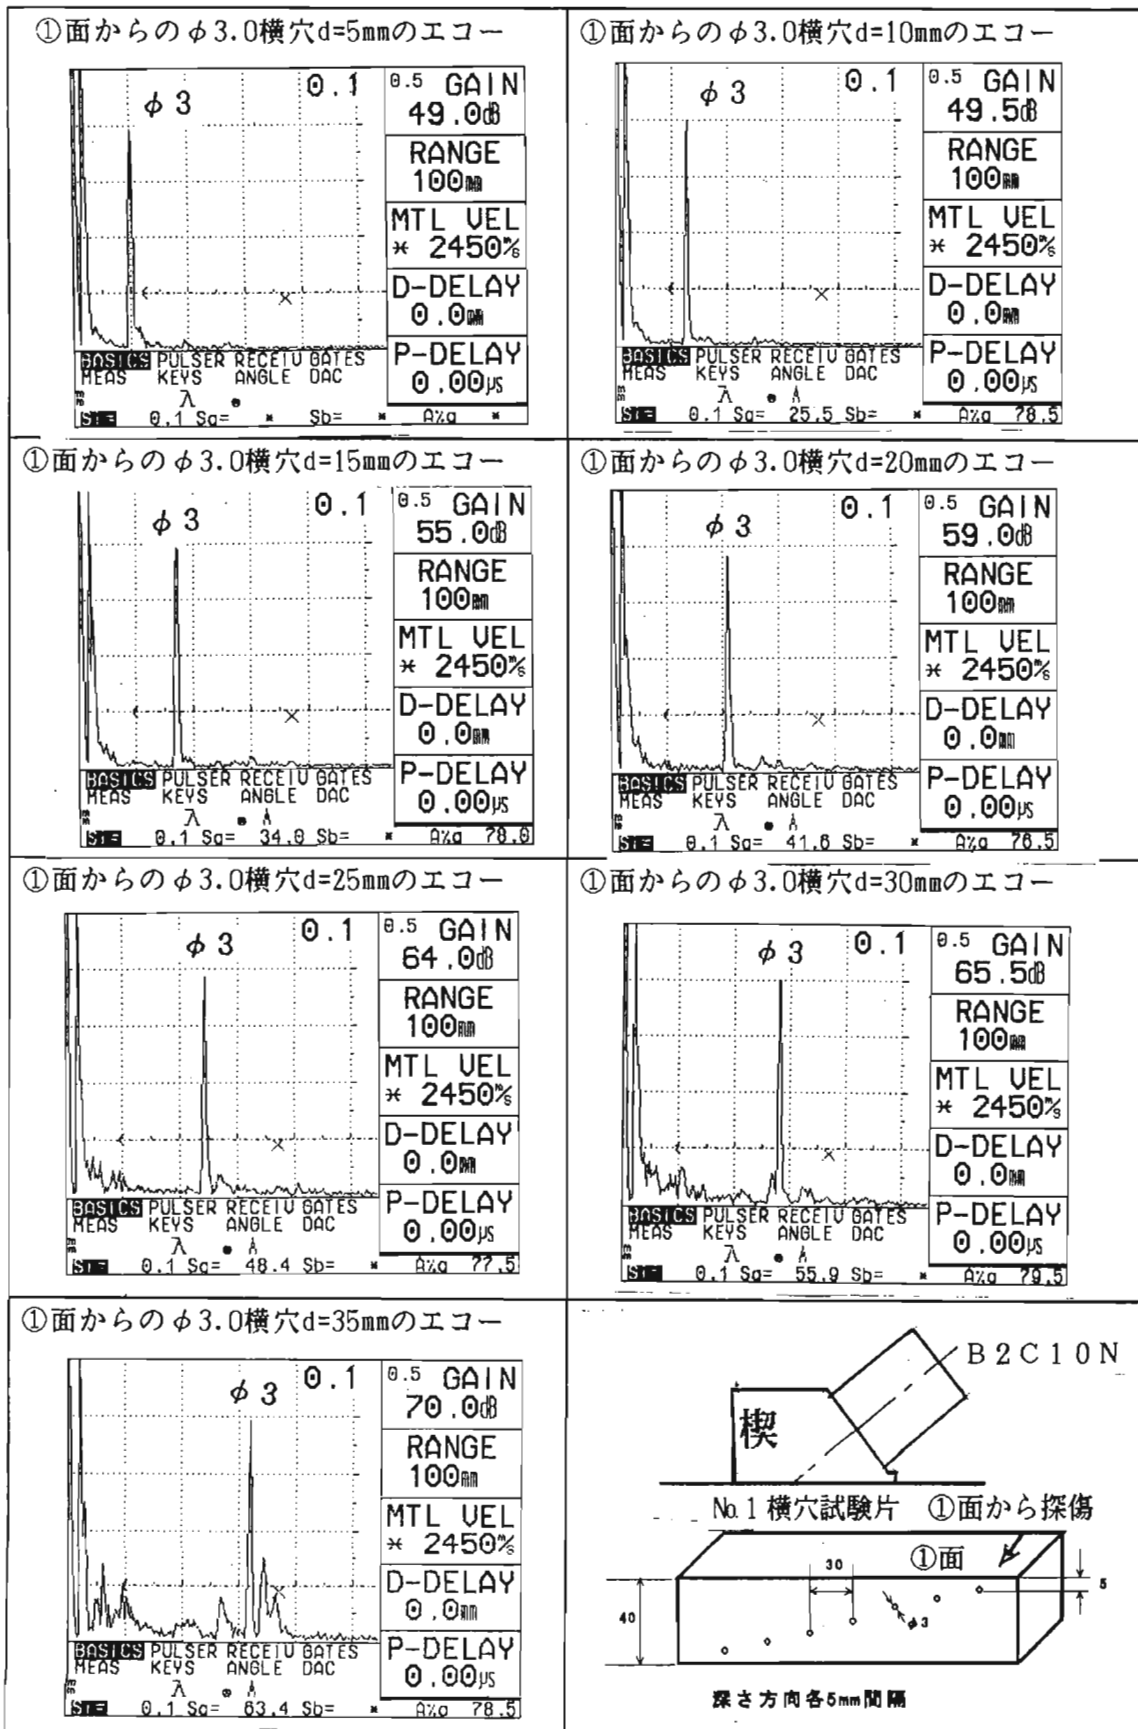 ①面からのφ3.0横穴d=5mmのエコー
φ3
0.1
0.5 GAIN
49.0dB
RANGE
100mm
MTL VEL
* 2450m/s
D-DELAY
0.0mm
P-DELAY
0.00μs
BASICS PULSER RECEIV GATES
MEAS KEYS ANGLE DAC
0.1 Sa= * Sb= * A%a *
①面からのφ3.0横穴d=10mmのエコー
φ3
0.1
0.5 GAIN
49.5dB
RANGE
100mm
MTL VEL
* 2450m/s
D-DELAY
0.0mm
P-DELAY
0.00μs
BASICS PULSER RECEIV GATES
MEAS KEYS ANGLE DAC
0.1 Sa= 25.5 Sb= * A%a 78.5
①面からのφ3.0横穴d=15mmのエコー
φ3
0.1
0.5 GAIN
55.0dB
RANGE
100mm
MTL VEL
* 2450m/s
D-DELAY
0.0mm
P-DELAY
0.00μs
BASICS PULSER RECEIV GATES
MEAS KEYS ANGLE DAC
0.1 Sa= 34.0 Sb= * A%a 78.0
①面からのφ3.0横穴d=20mmのエコー
φ3
0.1
0.5 GAIN
59.0dB
RANGE
100mm
MTL VEL
* 2450m/s
D-DELAY
0.0mm
P-DELAY
0.00μs
BASICS PULSER RECEIV GATES
MEAS KEYS ANGLE DAC
0.1 Sa= 41.6 Sb= * A%a 76.5
①面からのφ3.0横穴d=25mmのエコー
φ3
0.1
0.5 GAIN
64.0dB
RANGE
100mm
MTL VEL
* 2450m/s
D-DELAY
0.0mm
P-DELAY
0.00μs
BASICS PULSER RECEIV GATES
MEAS KEYS ANGLE DAC
0.1 Sa= 48.4 Sb= * A%a 77.5
①面からのφ3.0横穴d=30mmのエコー
φ3
0.1
0.5 GAIN
65.5dB
RANGE
100mm
MTL VEL
* 2450m/s
D-DELAY
0.0mm
P-DELAY
0.00μs
BASICS PULSER RECEIV GATES
MEAS KEYS ANGLE DAC
0.1 Sa= 55.9 Sb= * A%a 79.5
①面からのφ3.0横穴d=35mmのエコー
φ3
0.1
0.5 GAIN
70.0dB
RANGE
100mm
MTL VEL
* 2450m/s
D-DELAY
0.0mm
P-DELAY
0.00μs
BASICS PULSER RECEIV GATES
MEAS KEYS ANGLE DAC
0.1 Sa= 63.4 Sb= * A%a 78.5
B2C10N
楔
No.1横穴試験片 ①面から探傷
30
①面
5
40
φ3
深さ方向各5mm間隔